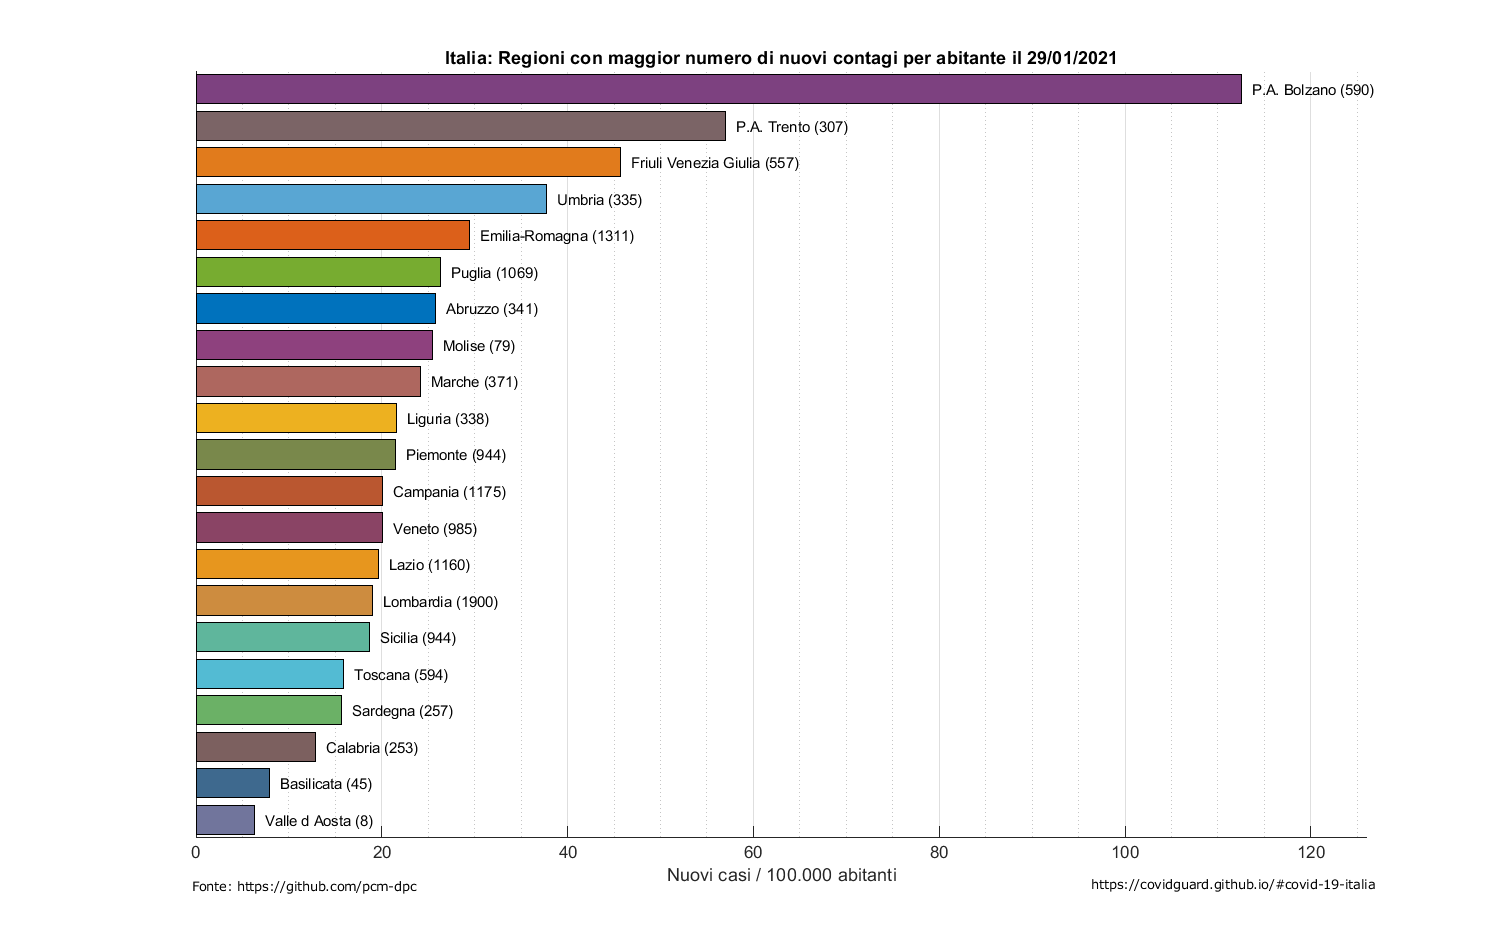 Italia: Regioni con maggior numero di nuovi contagi per abitante il 29/01/2021
P.A. Bolzano (590)
P.A. Trento (307)
Friuli Venezia Giulia (557)
Umbria (335)
Emilia-Romagna (1311)
Puglia (1069)
Abruzzo (341)
Molise (79)
Marche (371)
Liguria (338)
Piemonte (944)
Campania (1175)
Veneto (985)
Lazio (1160)
Lombardia (1900)
Sicilia (944)
Toscana (594)
Sardegna (257)
Calabria (253)
Basilicata (45)
Valle d Aosta (8)
0 20 40 60 80 100 120
Nuovi casi / 100.000 abitanti
Fonte: https://github.com/pcm-dpc
https://covidguard.github.io/#covid-19-italia